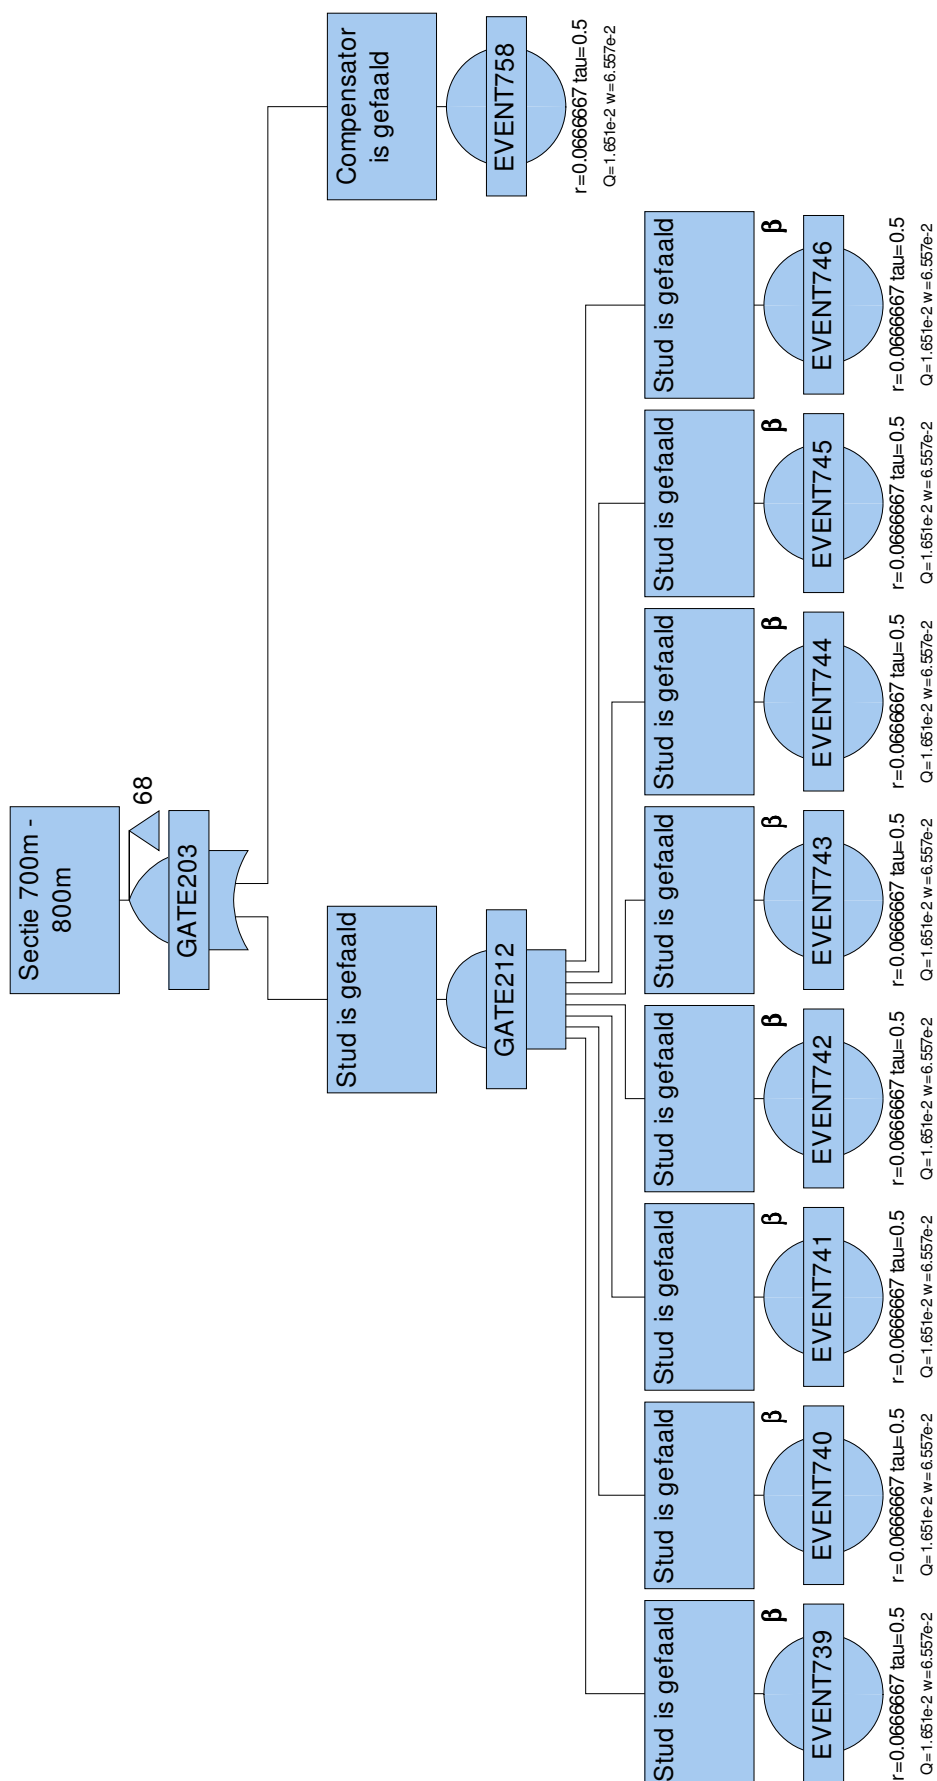 Sectie 700m -
800m
68
GATE203
Stud is gefaald
GATE212
Compensator
is gefaald
EVENT758
r=0.0666667 tau=0.5
Q=1.651e-2 w=6.557e-2
Stud is gefaald
β
EVENT739
r=0.0666667 tau=0.5
Q=1.651e-2 w=6.557e-2
Stud is gefaald
β
EVENT740
r=0.0666667 tau=0.5
Q=1.651e-2 w=6.557e-2
Stud is gefaald
β
EVENT741
r=0.0666667 tau=0.5
Q=1.651e-2 w=6.557e-2
Stud is gefaald
β
EVENT742
r=0.0666667 tau=0.5
Q=1.651e-2 w=6.557e-2
Stud is gefaald
β
EVENT743
r=0.0666667 tau=0.5
Q=1.651e-2 w=6.557e-2
Stud is gefaald
β
EVENT744
r=0.0666667 tau=0.5
Q=1.651e-2 w=6.557e-2
Stud is gefaald
β
EVENT745
r=0.0666667 tau=0.5
Q=1.651e-2 w=6.557e-2
Stud is gefaald
β
EVENT746
r=0.0666667 tau=0.5
Q=1.651e-2 w=6.557e-2